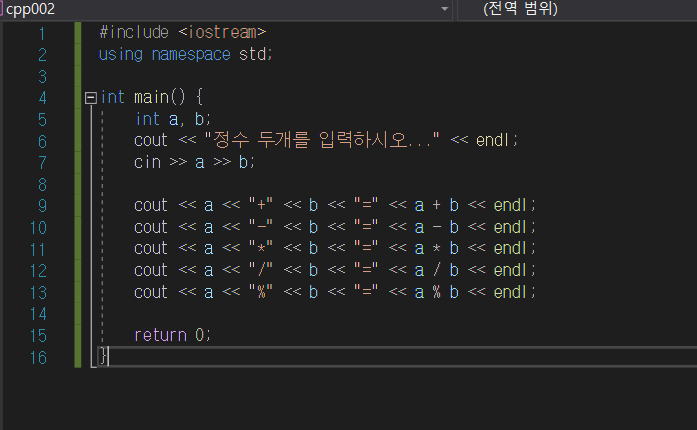 cpp002 (전역 범위)
1 #include <iostream>
2 using namespace std;
3
4 int main() {
5 int a, b;
6 cout << "정수 두개를 입력하시오..." << endl;
7 cin >> a >> b;
8
9 cout << a << "+" << b << "=" << a + b << endl;
10 cout << a << "-" << b << "=" << a - b << endl;
11 cout << a << "*" << b << "=" << a * b << endl;
12 cout << a << "/" << b << "=" << a / b << endl;
13 cout << a << "%" << b << "=" << a % b << endl;
14
15 return 0;
16 }